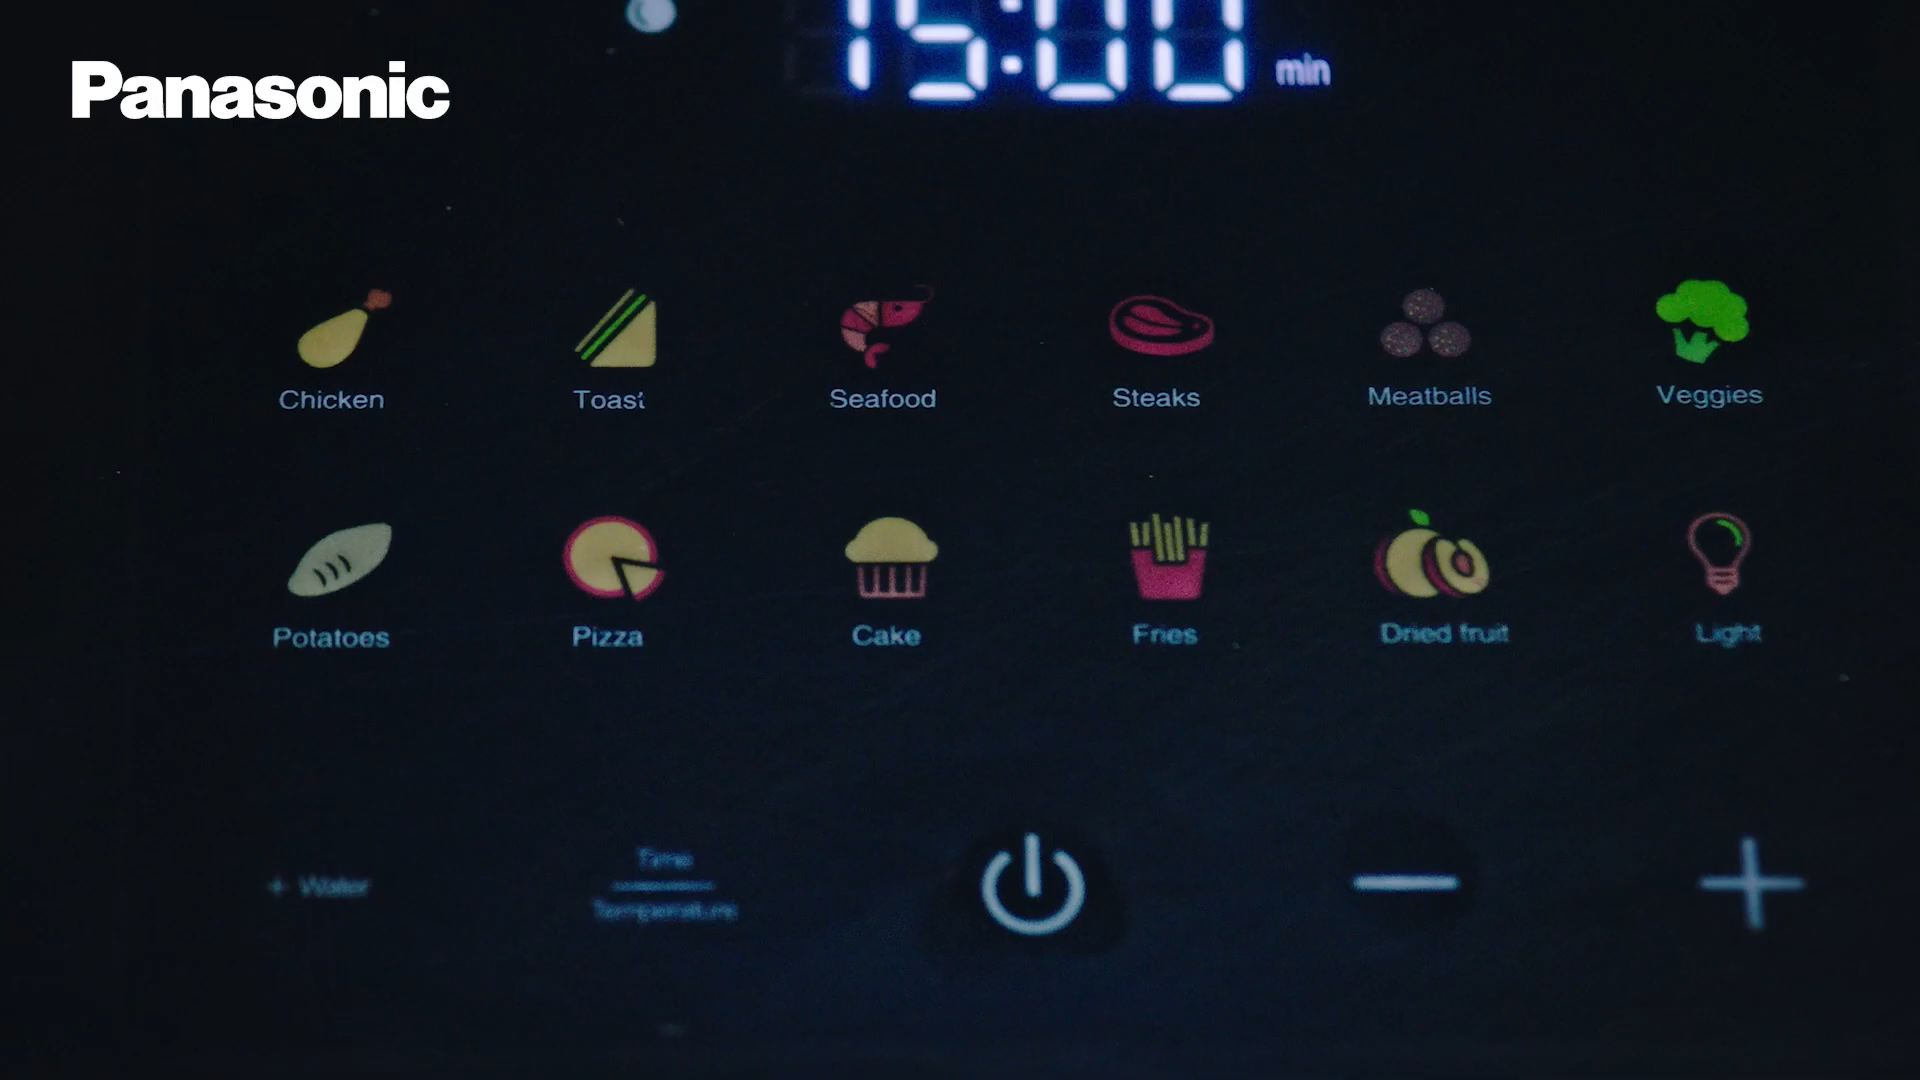 15:00 min
Panasonic
Chicken Toast Seafood Steaks Meatballs Veggies
Potatoes Pizza Cake Fries Dried fruit Light
Time
+ Water
Temperature